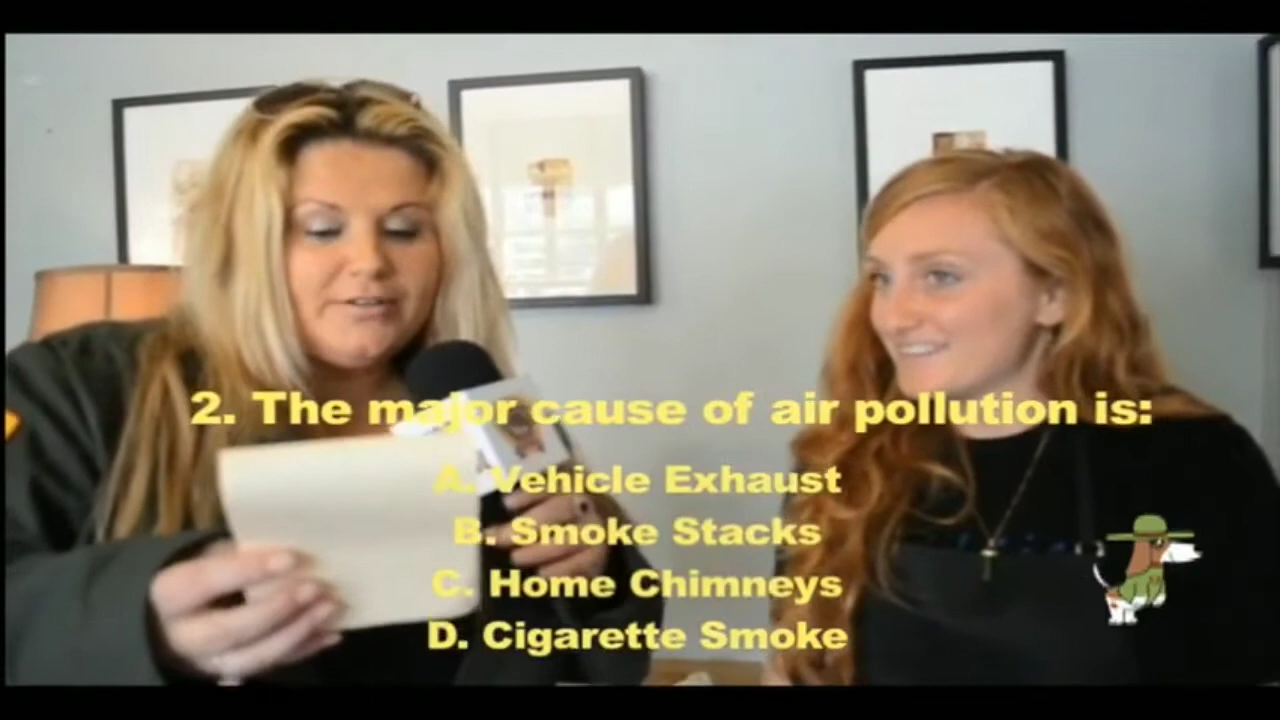 2. The major cause of air pollution is:
A. Vehicle Exhaust
B. Smoke Stacks
C. Home Chimneys
D. Cigarette Smoke